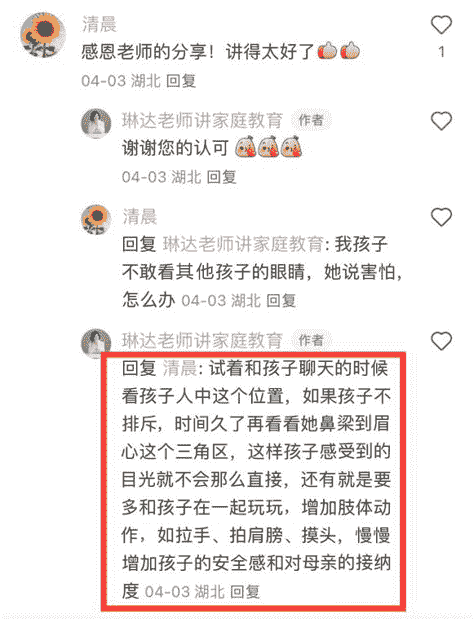 清晨
感恩老师的分享！讲得太好了
1
04-03 湖北 回复
琳达老师讲家庭教育 作者
谢谢您的认可
04-03 湖北 回复
清晨
回复 琳达老师讲家庭教育: 我孩子
不敢看其他孩子的眼睛，她说害怕，
怎么办 04-03 湖北 回复
琳达老师讲家庭教育 作者
回复 清晨: 试着和孩子聊天的时候
看孩子人中这个位置，如果孩子不
排斥，时间久了再看看她鼻梁到眉
心这个三角区，这样孩子感受到的
目光就不会那么直接，还有就是要
多和孩子在一起玩玩，增加肢体动
作，如拉手、拍肩膀、摸头，慢慢
增加孩子的安全感和对母亲的接纳
度 04-03 湖北 回复